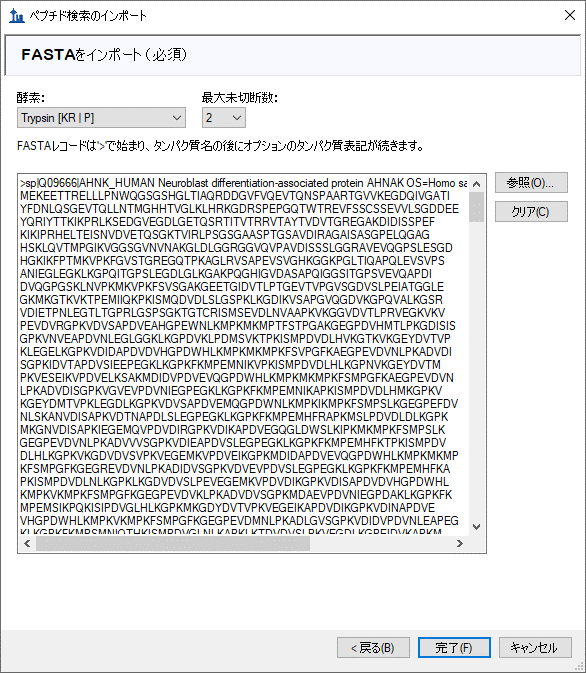 ペプチド検索のインポート
FASTAをインポート（必須）
酵素:
最大未切断数:
Trypsin [KR | P]
2
FASTAレコードは'>'で始まり、タンパク質名の後にオプションのタンパク質表記が続きます。
>sp|Q09666|AHNK_HUMAN Neuroblast differentiation-associated protein AHNAK OS=Homo sa
MEKEETTRELLLPNWQGSGSHGLTIAQRDDGVFVQEVTQNSPAARTGVVKEGDQIVGATI
YFDNLQSGEVTQLLNTMGHHTVGLKLHRKGDRSPEPGQTWTREVFSSCSSEVVLSGDDEE
YQRIYTTKIKPRLKSEDGVEGDLGETQSRTITVTRRVTAYTVDVTGREGAKDIDISSPEF
KIKIPRHELTEISNVDVETQSGKTVIRLPSGSGAASPTGSAVDIRAGAISASGPELQGAG
HSKLQVTMPGIKVGGSGVNVNAKGLDLGGRGGVQVPAVDISSSLGGRAVEVQGPSLESGD
HGKIKFPTMKVPKFGVSTGREGQTPKAGLRVSAPEVSVGHKGGKPGLTIQAPQLEVSVPS
ANIEGLEGKLKGPQITGPSLEGDLGLKGAKPQGHIGVDASAPQIGGSITGPSVEVQAPDI
DVQGPGSKLNVPKMKVPKFSVSGAKGEETGIDVTLPTGEVTVPGVSGDVSLPEIATGGLE
GKMKGTKVKTPEMIIQKPKISMQDVDLSLGSPKLKGDIKVSAPGVQGDVKGPQVALKGSR
VDIETPNLEGTLTGPRLGSPSGKTGTCRISMSEVDLNVAAPKVKGGVDVTLPRVEGKVKV
PEVDVRGPKVDVSAPDVEAHGPEWNLKMPKMKMPTFSTPGAKGEGPDVHMTLPKGDISIS
GPKVNVEAPDVNLEGLGGKLKGPDVKLPDMSVKTPKISMPDVDLHVKGTKVKGEYDVTVP
KLEGELKGPKVDIDAPDVDVHGPDWHLKMPKMKMPKFSVPGFKAEGPEVDVNLPKADVDI
SGPKIDVTAPDVSIEEPEGKLKGPKFKMPEMNIKVPKISMPDVDLHLKGPNVKGEYDVTM
PKVESEIKVPDVELKSAKMDIDVPDVEVQGPDWHLKMPKMKMPKFSMPGFKAEGPEVDVN
LPKADVDISGPKVGVEVPDVNIEGPEGKLKGPKFKMPEMNIKAPKISMPDVDLHMKGPKV
KGEYDMTVPKLEGDLKGPKVDVSAPDVEMQGPDWNLKMPKIKMPKFSMPSLKGEGPEFDV
NLSKANVDISAPKVDTNAPDLSLEGPEGKLKGPKFKMPEMHFRAPKMSLPDVDLDLKGPK
MKGNVDISAPKIEGEMQVPDVDIRGPKVDIKAPDVEGQGLDWSLKIPKMKMPKFSMPSLK
GEGPEVDVNLPKADVVVSGPKVDIEAPDVSLEGPEGKLKGPKFKMPEMHFKTPKISMPDV
DLHLKGPKVKGDVDVSVPKVEGEMKVPDVEIKGPKMDIDAPDVEVQGPDWHLKMPKMKMP
KFSMPGFKGEGREVDVNLPKADIDVSGPKVDVEVPDVSLEGPEGKLKGPKFKMPEMHFKA
PKISMPDVDLNLKGPKLKGDVDVSLPEVEGEMKVPDVDIKGPKVDISAPDVDVHGPDWHL
KMPKVKMPKFSMPGFKGEGPEVDVKLPKADVDVSGPKMDAEVPDVNIEGPDAKLKGPKFK
MPEMSIKPQKISIPDVGLHLKGPKMKGDYDVTVPKVEGEIKAPDVDIKGPKVDINAPDVE
VHGPDWHLKMPKVKMPKFSMPGFKGEGPEVDMNLPKADLGVSGPKVDIDVPDVNLEAPEG
KLKGPKFKMPSMNIQTHKISMPDVGLNLKAPKLKTDVDVSLPKVEGDLKGPEIDVKAPKM
参照(O)...
クリア(C)
< 戻る(B)
完了(F)
キャンセル